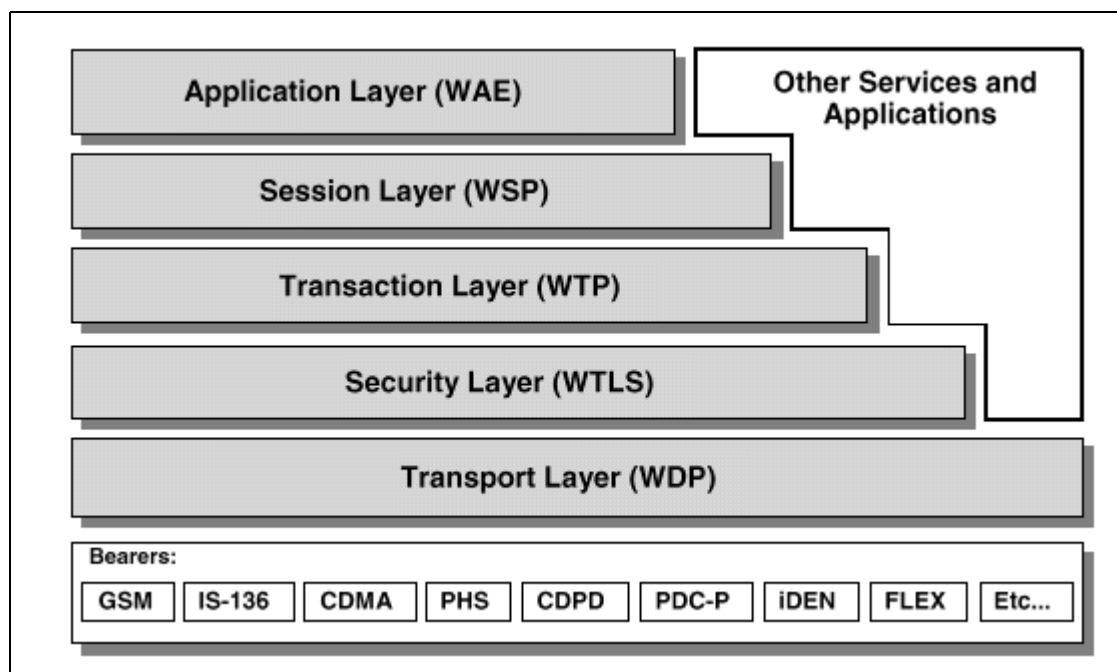 Application Layer (WAE)
Other Services and
Applications
Session Layer (WSP)
Transaction Layer (WTP)
Security Layer (WTLS)
Transport Layer (WDP)
Bearers:
GSM IS-136 CDMA PHS CDPD PDC-P iDEN FLEX Etc...